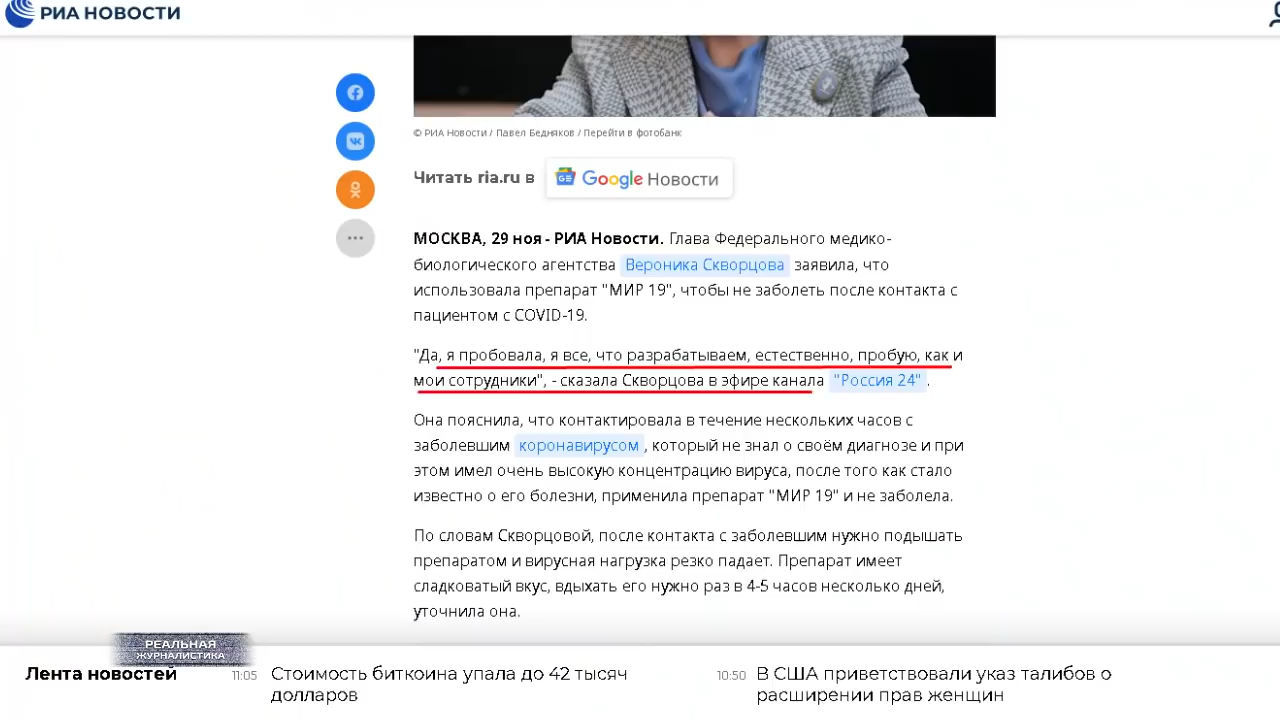 РИА НОВОСТИ
© РИА Новости / Павел Бедняков / Перейти в фотобанк
Читать ria.ru в
GE Google Новости
МОСКВА, 29 ноя - РИА Новости. Глава Федерального медико-
биологического агентства Вероника Скворцова заявила, что
использовала препарат "МИР 19", чтобы не заболеть после контакта с
пациентом с COVID-19.
"Да, я пробовала, я все, что разрабатываем, естественно, пробую, как и
мои сотрудники", - сказала Скворцова в эфире канала "Россия 24".
Она пояснила, что контактировала в течение нескольких часов с
заболевшим коронавирусом, который не знал о своём диагнозе и при
этом имел очень высокую концентрацию вируса, после того как стало
известно о его болезни, применила препарат "МИР 19" и не заболела.
По словам Скворцовой, после контакта с заболевшим нужно подышать
препаратом и вирусная нагрузка резко падает. Препарат имеет
сладковатый вкус, вдыхать его нужно раз в 4-5 часов несколько дней,
уточнила она.
РЕАЛЬНАЯ
ЖУРНАЛИСТИКА
Лента новостей
11:05 Стоимость биткоина упала до 42 тысяч
долларов
10:50 В США приветствовали указ талибов о
расширении прав женщин